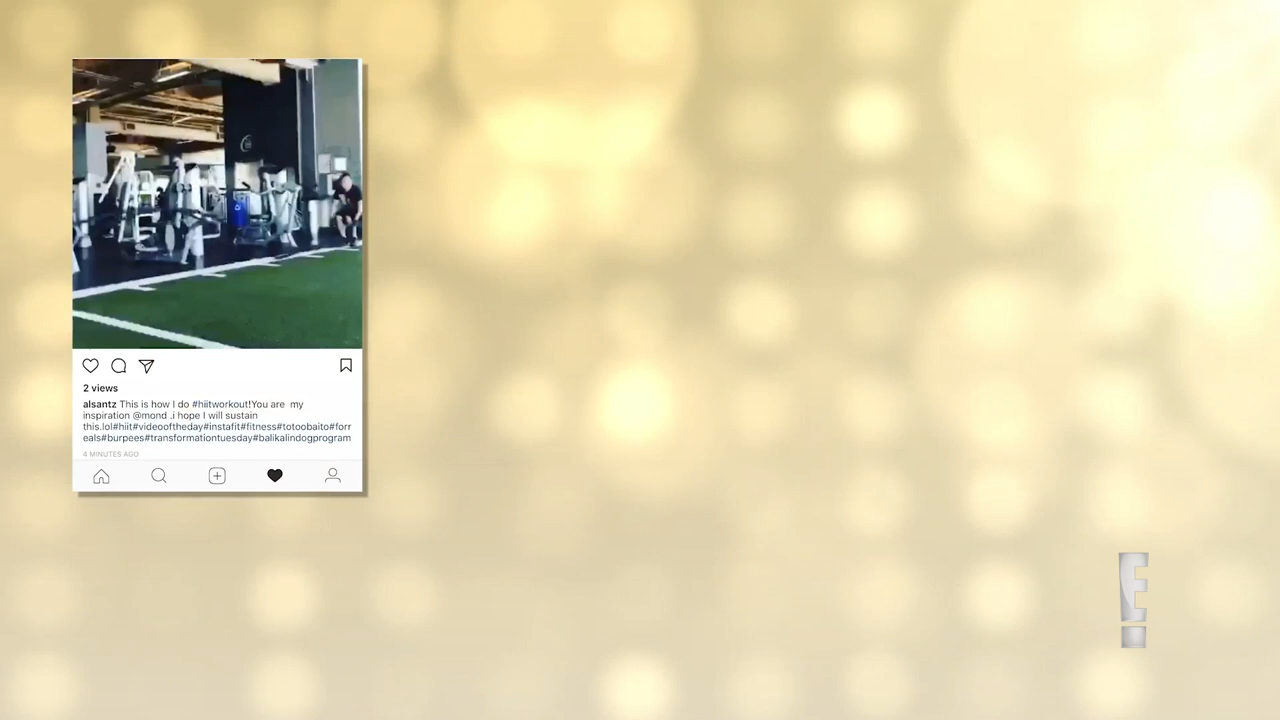 2 views
alsantz This is how I do #hiitworkout!You are  my
inspiration @mond .i hope I will sustain
this.lol#hiit#videooftheday#instafit#fitness#totoobaito#forr
eals#burpees#transformationtuesday#balikalindogprogram
4 MINUTES AGO
E!